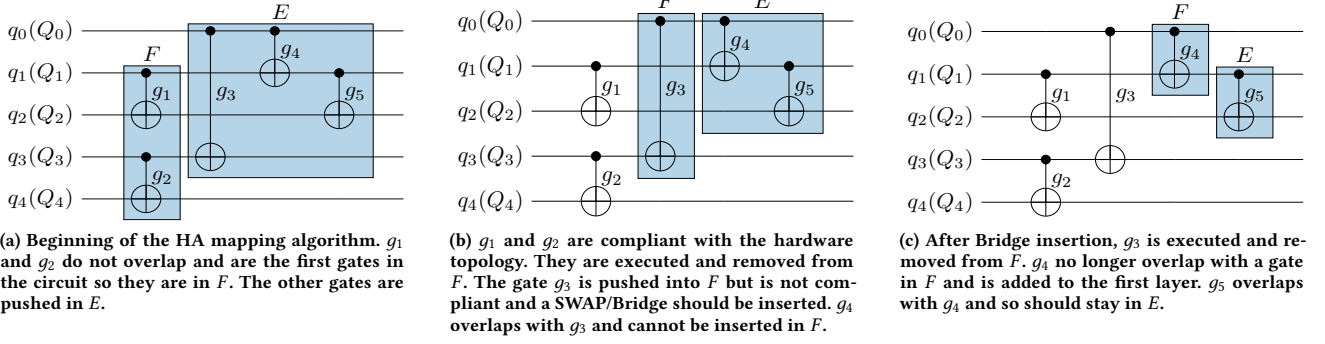 E
F
q₀(Q₀)
q₁(Q₁)
q₂(Q₂)
q₃(Q₃)
q₄(Q₄)
g₁
g₂
g₃
g₄
g₅
(a) Beginning of the HA mapping algorithm. g₁
and g₂ do not overlap and are the first gates in
the circuit so they are in F. The other gates are
pushed in E.
F
E
q₀(Q₀)
q₁(Q₁)
q₂(Q₂)
q₃(Q₃)
q₄(Q₄)
g₁
g₂
g₃
g₄
g₅
(b) g₁ and g₂ are compliant with the hardware
topology. They are executed and removed from
F. The gate g₃ is pushed into F but is not com-
pliant and a SWAP/Bridge should be inserted. g₄
overlaps with g₃ and cannot be inserted in F.
F
E
q₀(Q₀)
q₁(Q₁)
q₂(Q₂)
q₃(Q₃)
q₄(Q₄)
g₁
g₂
g₃
g₄
g₅
(c) After Bridge insertion, g₃ is executed and re-
moved from F. g₄ no longer overlap with a gate
in F and is added to the first layer. g₅ overlaps
with g₄ and so should stay in E.